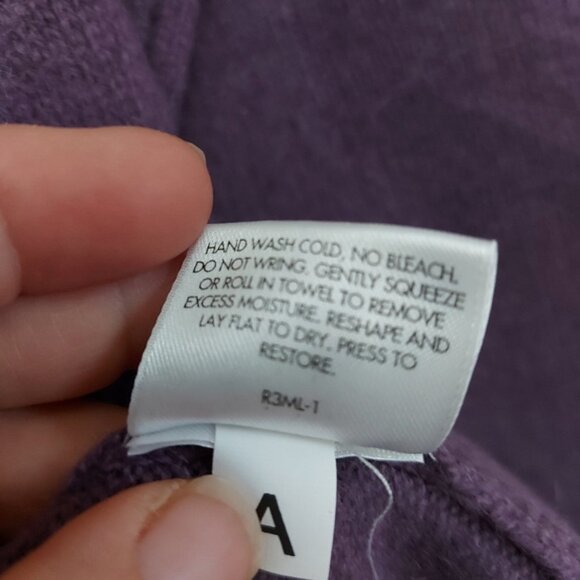 HAND WASH COLD, NO BLEACH.
DO NOT WRING, GENTLY SQUEEZE
OR ROLL IN TOWEL TO REMOVE
EXCESS MOISTURE. RESHAPE AND
LAY FLAT TO DRY. PRESS TO
RESTORE.
R3ML-1
A